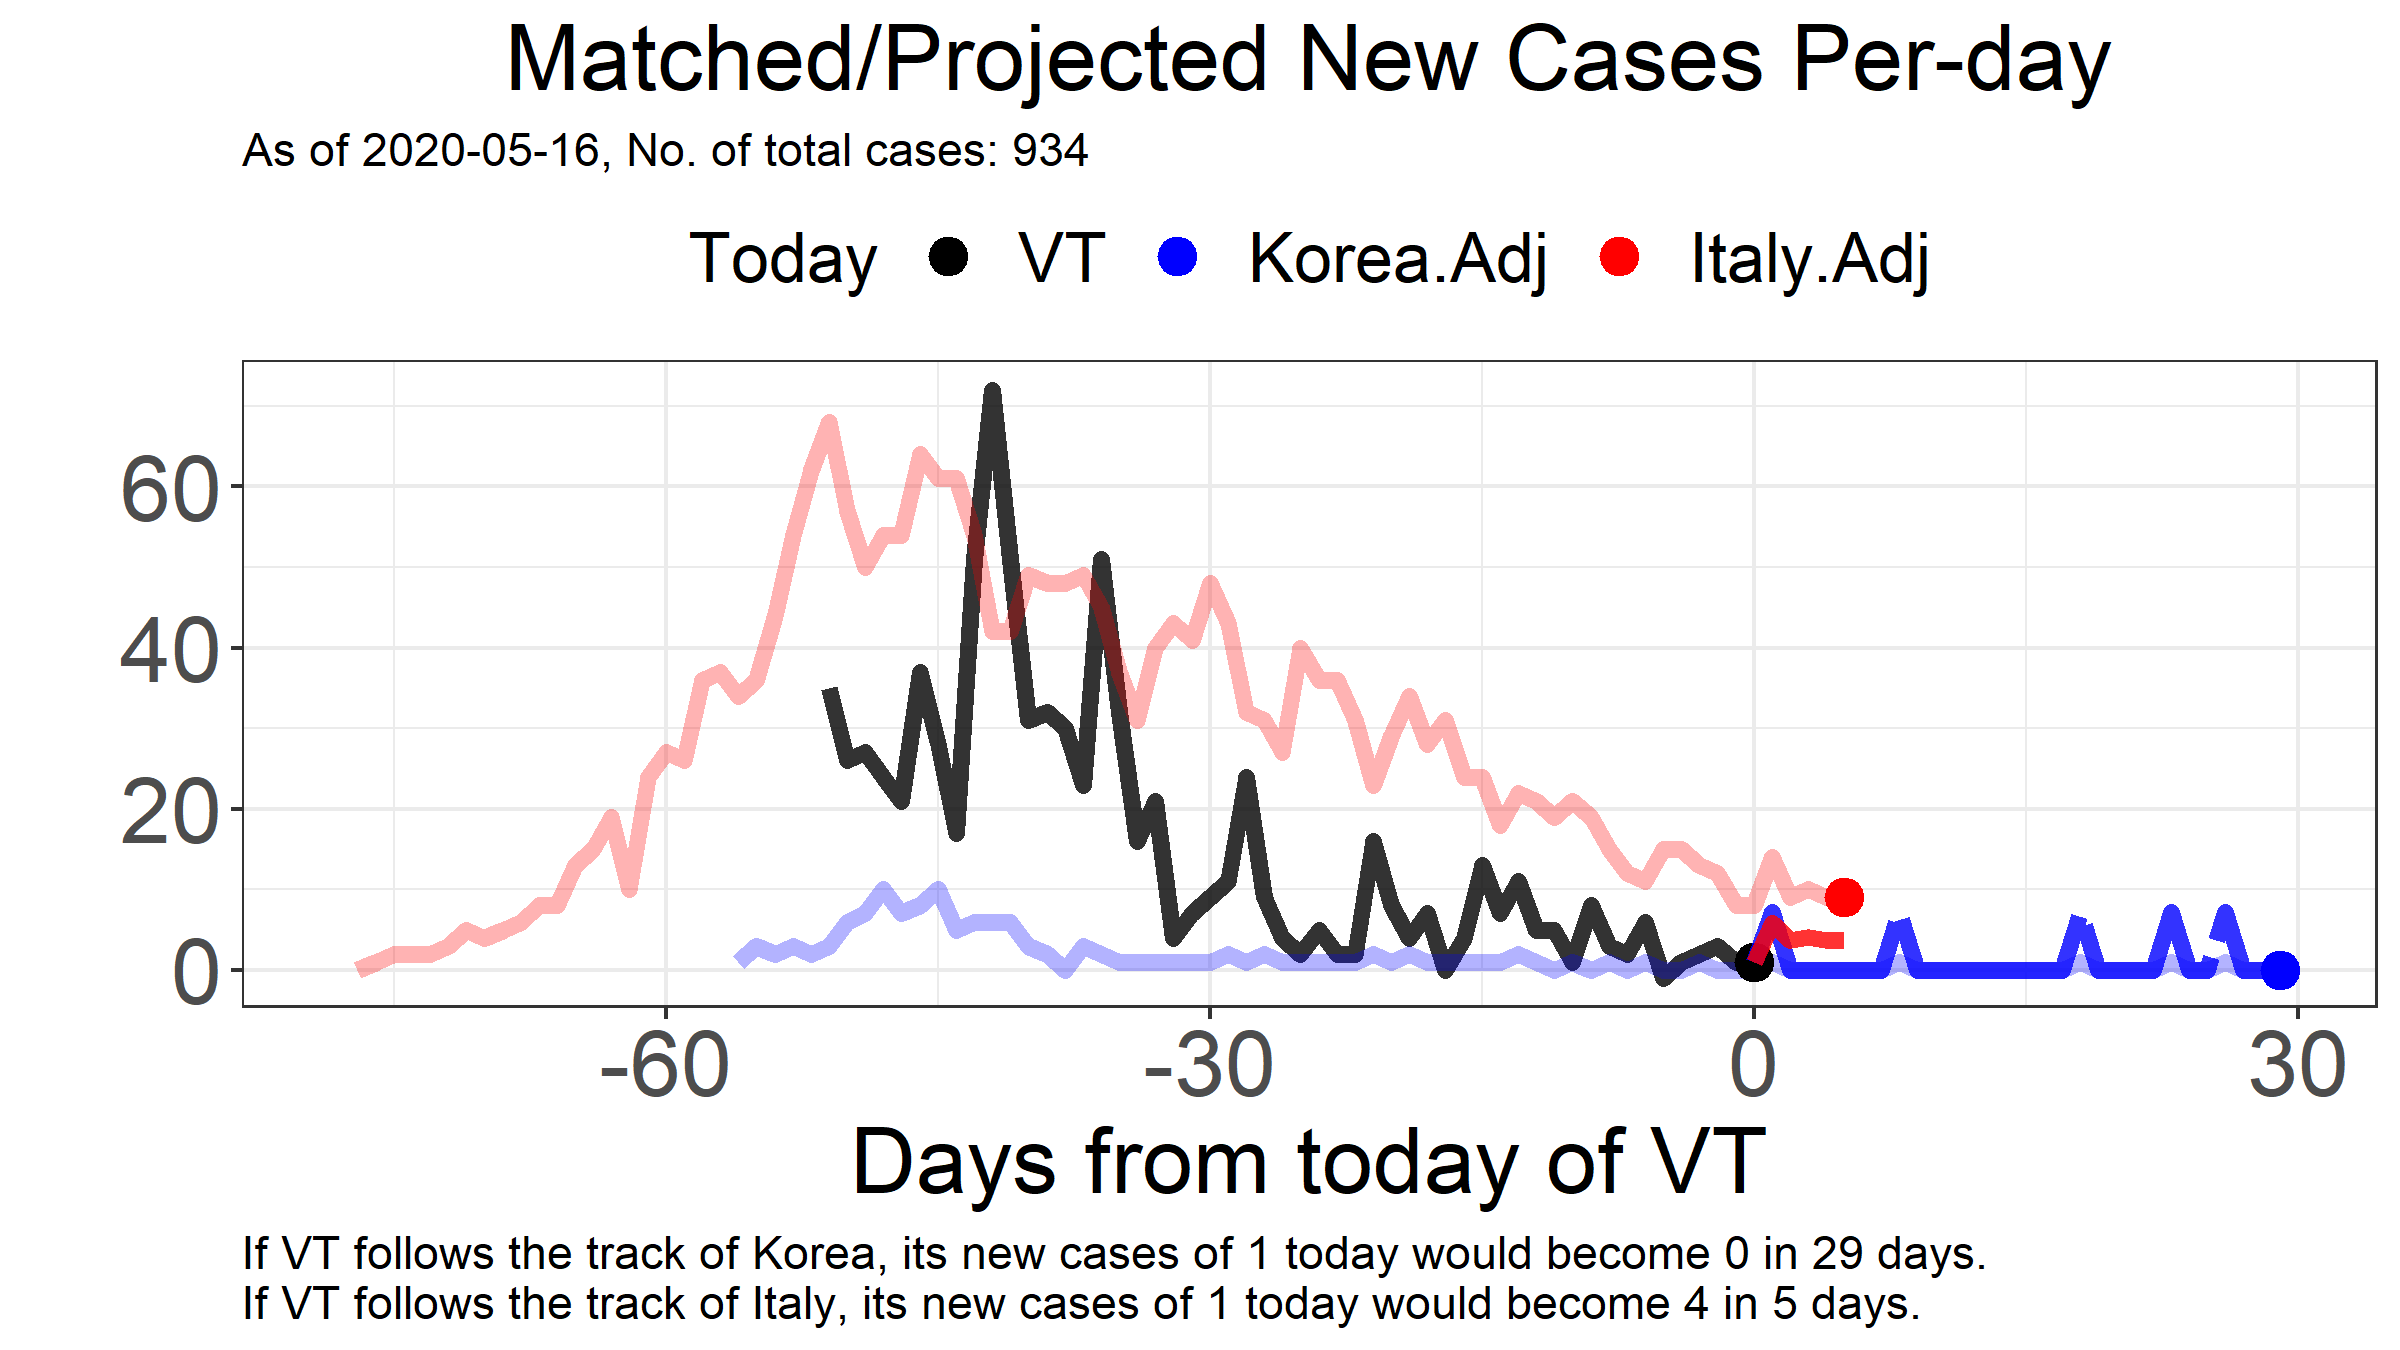 Matched/Projected New Cases Per-day
As of 2020-05-16, No. of total cases: 934
Today VT Korea.Adj Italy.Adj
60
40
20
0
-60 -30 0 30
Days from today of VT
If VT follows the track of Korea, its new cases of 1 today would become 0 in 29 days.
If VT follows the track of Italy, its new cases of 1 today would become 4 in 5 days.